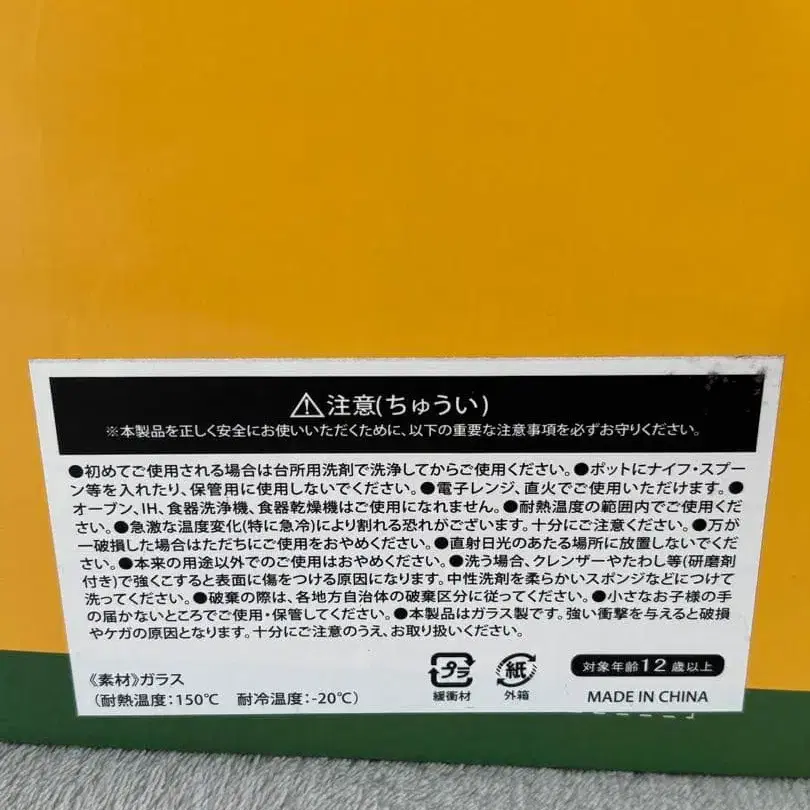 ⚠注意(ちゅうい)
※本製品を正しく安全にお使いいただくために、以下の重要な注意事項を必ずお守りください。
●初めてご使用される場合は台所用洗剤で洗浄してからご使用ください。●ポットにナイフ・スプー
ン等を入れたり、保管用に使用しないでください。●電子レンジ、直火でご使用いただけます。●
オーブン、IH、食器洗浄機、食器乾燥機はご使用になれません。●耐熱温度の範囲内でご使用くだ
さい。●急激な温度変化(特に急冷)により割れる恐れがございます。十分にご注意ください。●万が
一破損した場合はただちにご使用をおやめください。●直射日光のあたる場所に放置しないでくだ
さい。●本来の用途以外でのご使用はおやめください。●洗う場合、クレンザーやたわし等(研磨剤
付き)で強くこすると表面に傷をつける原因になります。中性洗剤を柔らかいスポンジなどにつけて
洗ってください。●破棄の際は、各地方自治体の破棄区分に従ってください。●小さなお子様の手
の届かないところでご使用・保管してください。●本製品はガラス製です。強い衝撃を与えると破損
やケガの原因となります。十分にご注意のうえ、お取り扱いください。
《素材》ガラス
(耐熱温度:150℃ 耐冷温度:-20℃)
プラ
緩衝材
紙
外箱
対象年齢12歳以上
MADE IN CHINA